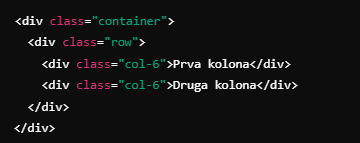 <div class="container">
  <div class="row">
    <div class="col-6">Prva kolona</div>
    <div class="col-6">Druga kolona</div>
  </div>
</div>